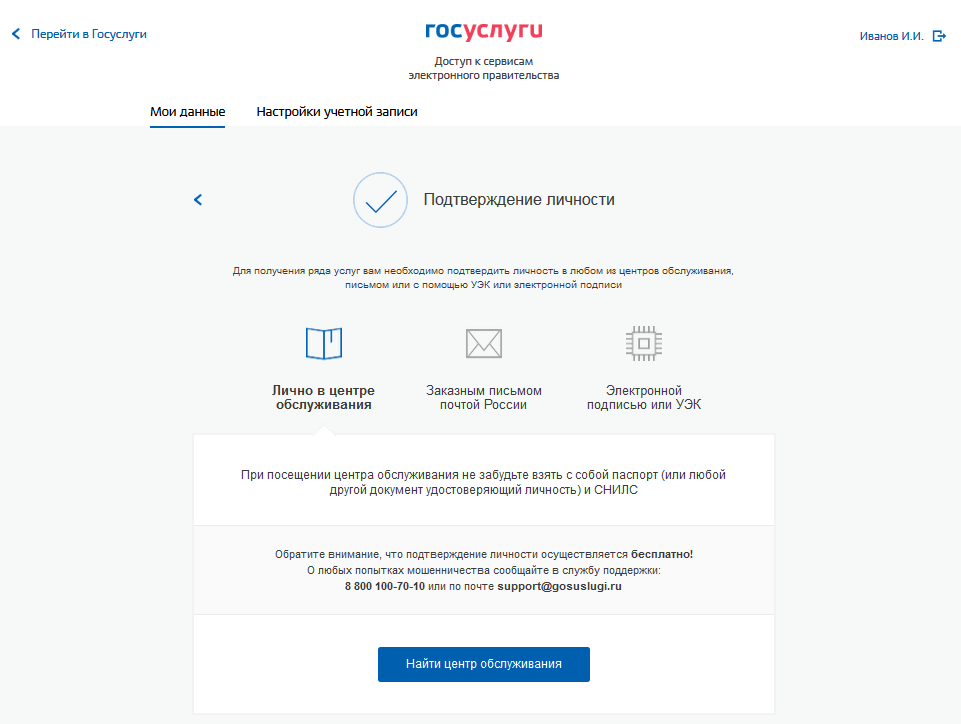 Перейти в Госуслуги
госуслуги
Иванов И.И.
Доступ к сервисам
электронного правительства
Мои данные
Настройки учетной записи
Подтверждение личности
Для получения ряда услуг вам необходимо подтвердить личность в любом из центров обслуживания,
письмом или с помощью УЭК или электронной подписи
Лично в центре
обслуживания
Заказным письмом
почтой России
Электронной
подписью или УЭК
При посещении центра обслуживания не забудьте взять с собой паспорт (или любой
другой документ удостоверяющий личность) и СНИЛС
Обратите внимание, что подтверждение личности осуществляется бесплатно!
О любых попытках мошенничества сообщайте в службу поддержки:
8 800 100-70-10 или по почте support@gosuslugi.ru
Найти центр обслуживания